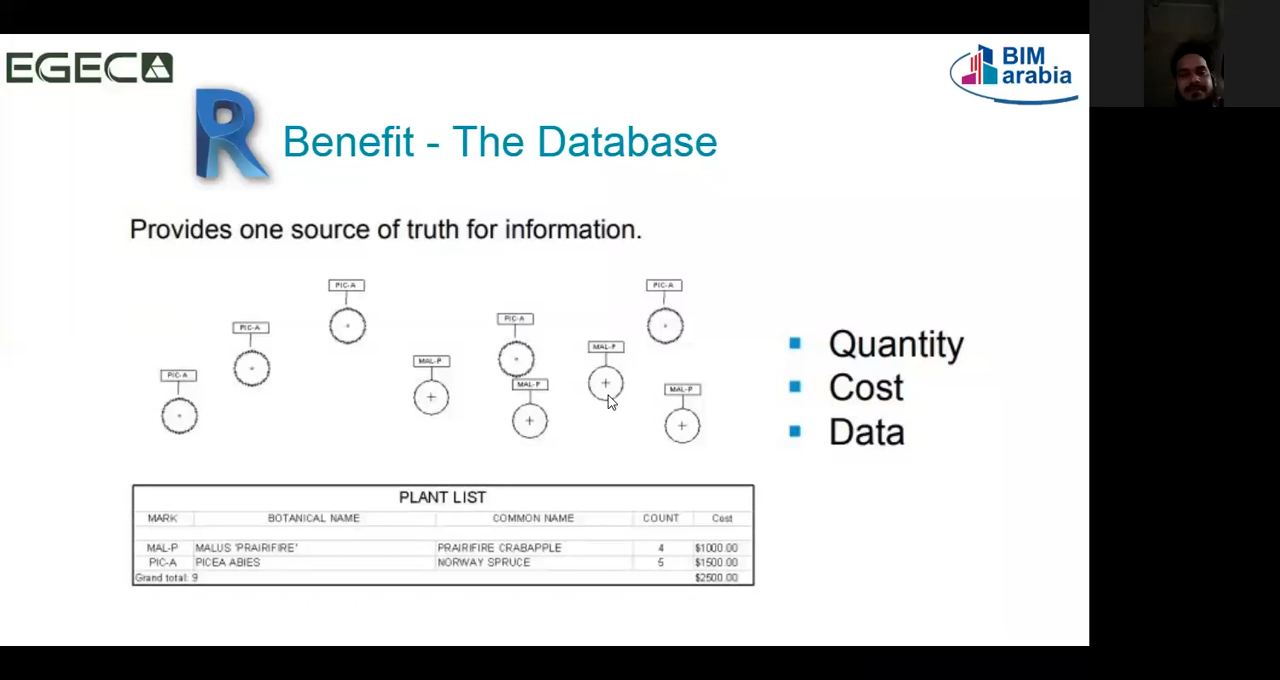 EGECO
BIM
arabia
R
Benefit - The Database
Provides one source of truth for information.
PIC-A
PIC-A
PIC-A
PIC-A
MAL-P
PIC-A
MAL-P
MAL-P
MAL-P
Quantity
Cost
Data
PLANT LIST
MARK BOTANICAL NAME COMMON NAME COUNT Cost
MAL-P MALUS 'PRAIRIFIRE' PRAIRIFIRE CRABAPPLE 4 $1000.00
PIC-A PICEA ABIES NORWAY SPRUCE 5 $1500.00
Grand total: 9 $2500.00